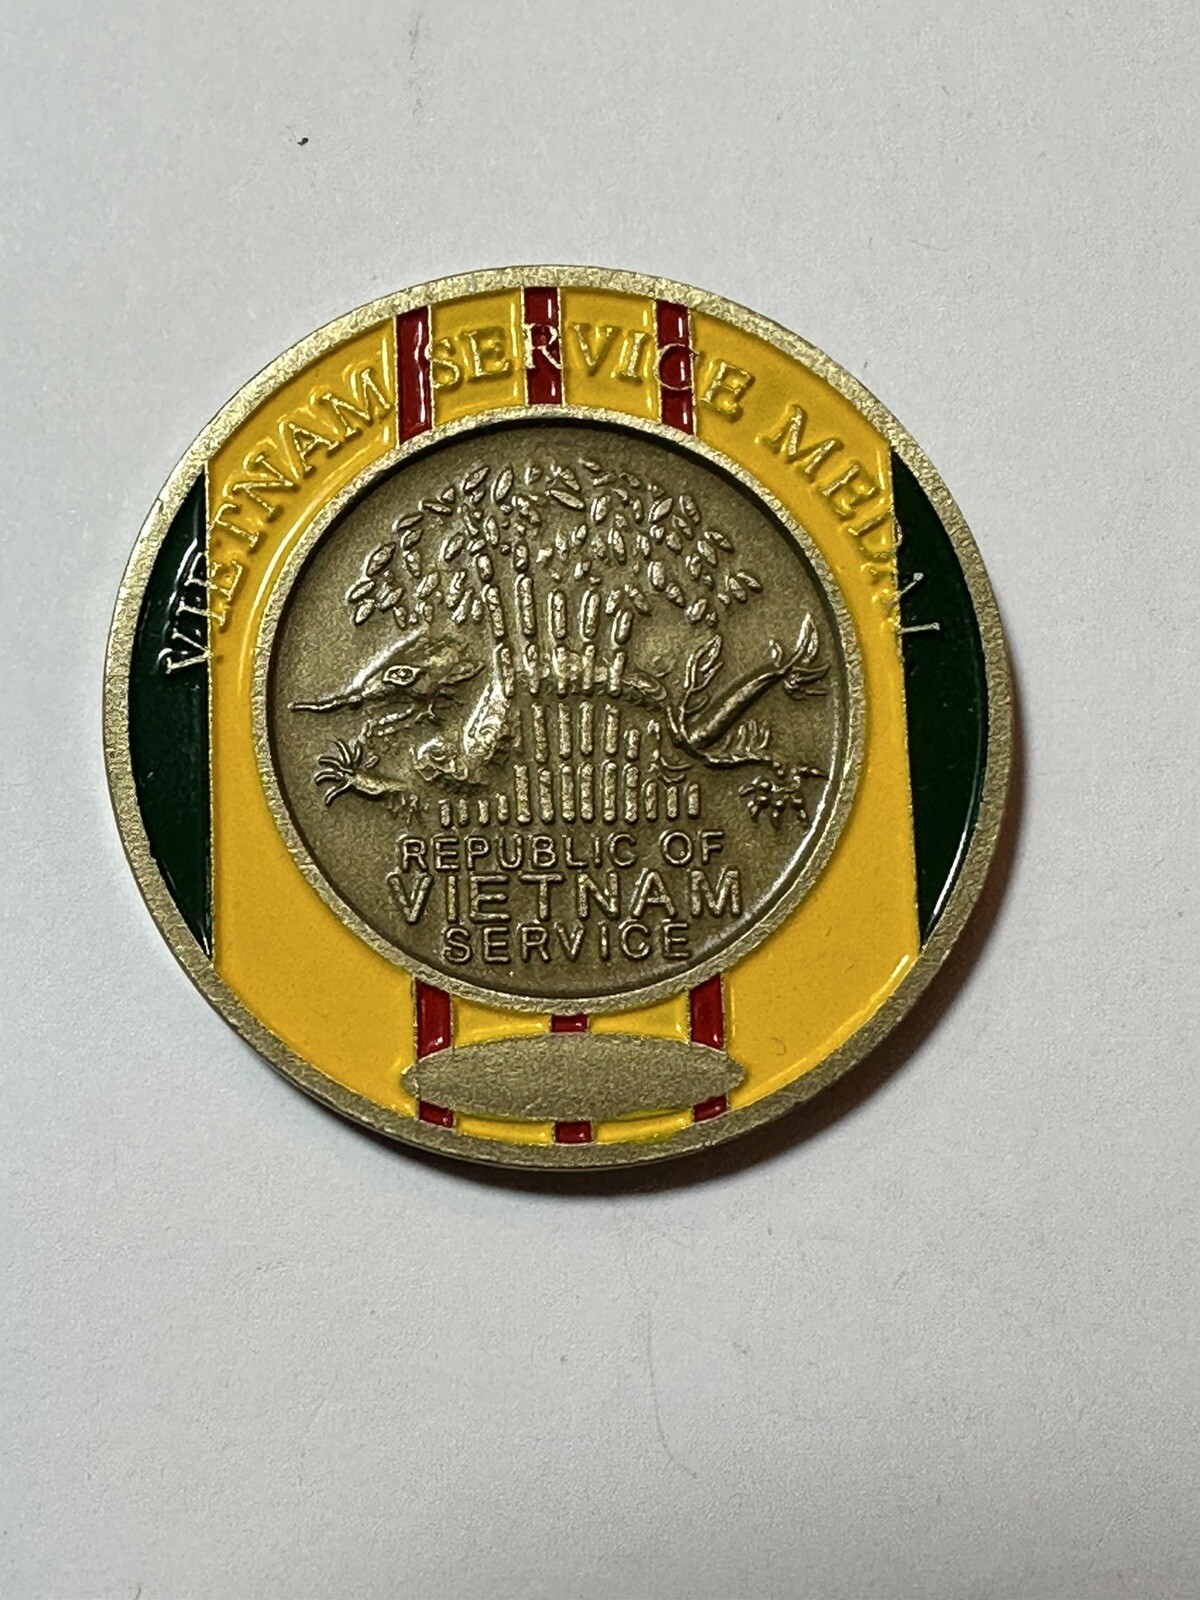 VIETNAM SERVICE MEDAL
REPUBLIC OF
VIETNAM
SERVICE